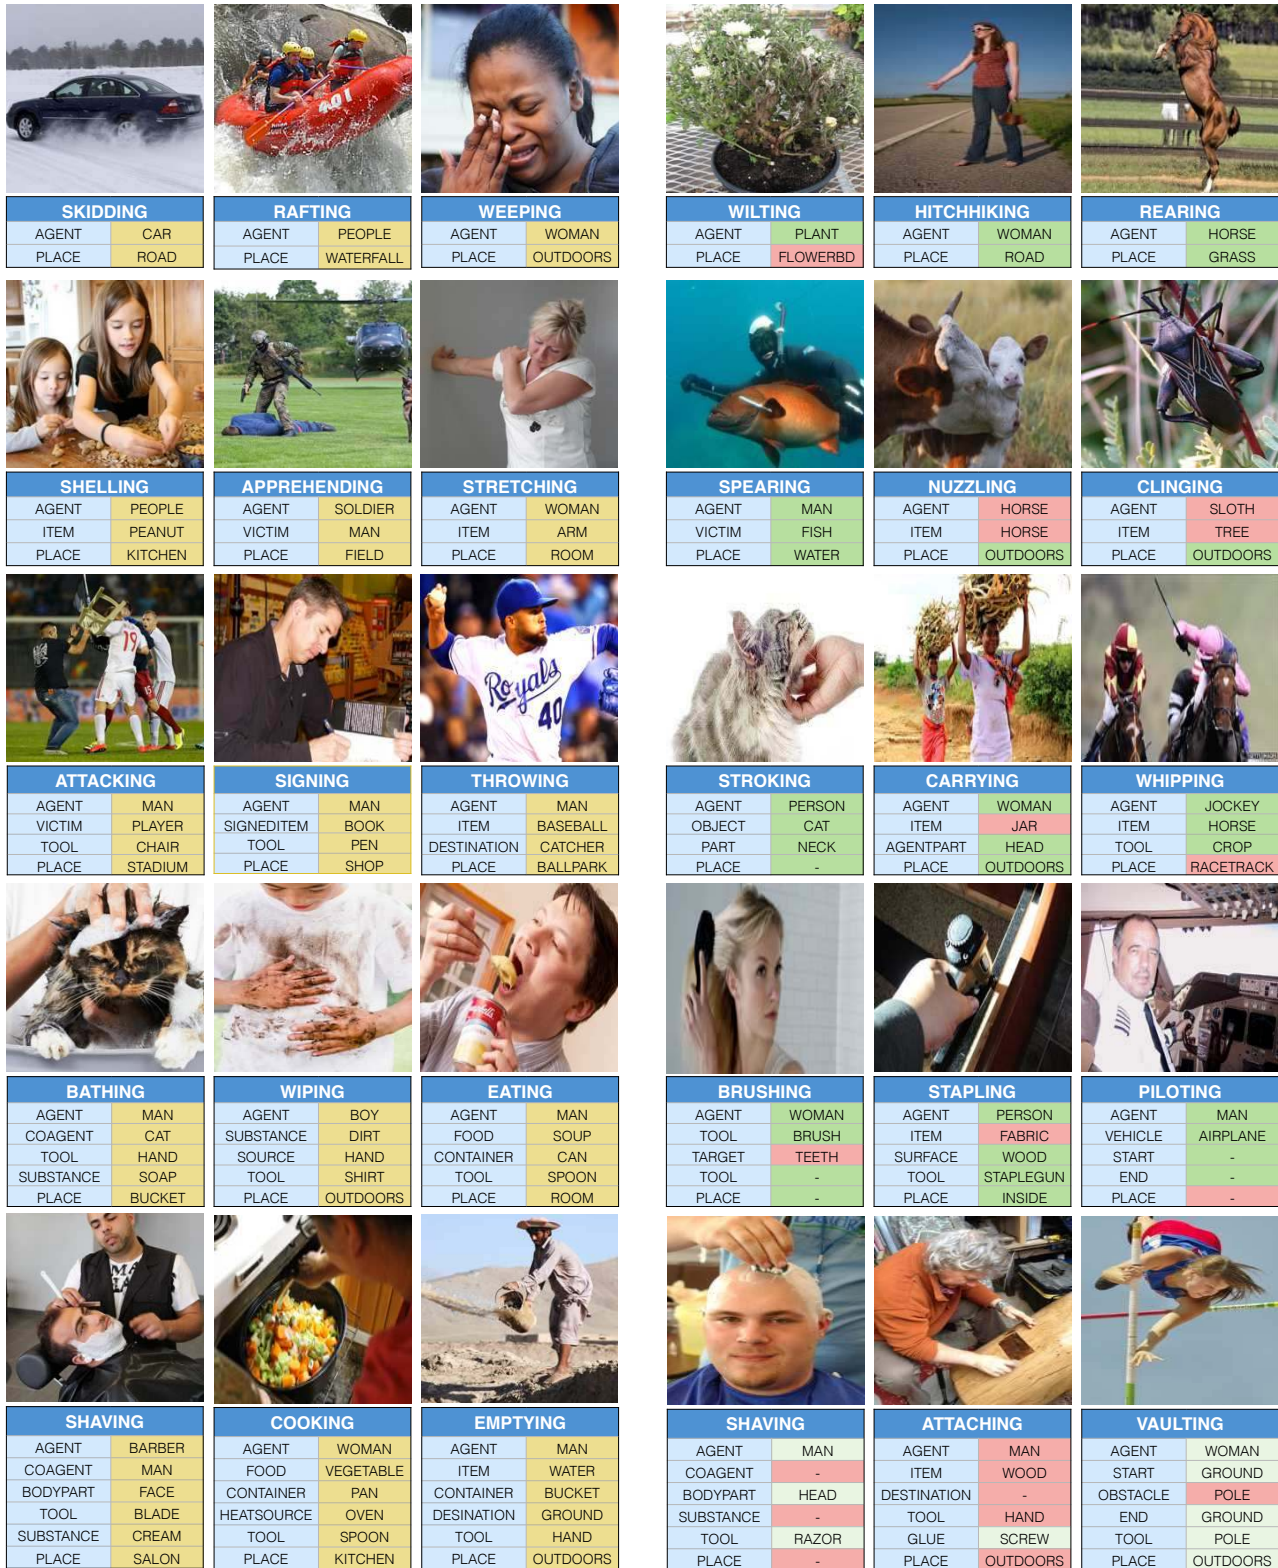 SKIDDING
AGENT CAR
PLACE ROAD
RAFTING
AGENT PEOPLE
PLACE WATERFALL
WEEPING
AGENT WOMAN
PLACE OUTDOORS
WILTING
AGENT PLANT
PLACE FLOWERBD
HITCHHIKING
AGENT WOMAN
PLACE ROAD
REARING
AGENT HORSE
PLACE GRASS
SHELLING
AGENT PEOPLE
ITEM PEANUT
PLACE KITCHEN
APPREHENDING
AGENT SOLDIER
VICTIM MAN
PLACE FIELD
STRETCHING
AGENT WOMAN
ITEM ARM
PLACE ROOM
SPEARING
AGENT MAN
VICTIM FISH
PLACE WATER
NUZZLING
AGENT HORSE
ITEM HORSE
PLACE OUTDOORS
CLINGING
AGENT SLOTH
ITEM TREE
PLACE OUTDOORS
19
Royals
40
ATTACKING
AGENT MAN
VICTIM PLAYER
TOOL CHAIR
PLACE STADIUM
SIGNING
AGENT MAN
SIGNEDITEM BOOK
TOOL PEN
PLACE SHOP
THROWING
AGENT MAN
ITEM BASEBALL
DESTINATION CATCHER
PLACE BALLPARK
STROKING
AGENT PERSON
OBJECT CAT
PART NECK
PLACE -
CARRYING
AGENT WOMAN
ITEM JAR
AGENTPART HEAD
PLACE OUTDOORS
WHIPPING
AGENT JOCKEY
ITEM HORSE
TOOL CROP
PLACE RACETRACK
BATHING
AGENT MAN
COAGENT CAT
TOOL HAND
SUBSTANCE SOAP
PLACE BUCKET
WIPING
AGENT BOY
SUBSTANCE DIRT
SOURCE HAND
TOOL SHIRT
PLACE OUTDOORS
EATING
AGENT MAN
FOOD SOUP
CONTAINER CAN
TOOL SPOON
PLACE ROOM
BRUSHING
AGENT WOMAN
TOOL BRUSH
TARGET TEETH
TOOL -
PLACE -
STAPLING
AGENT PERSON
ITEM FABRIC
SURFACE WOOD
TOOL STAPLEGUN
PLACE INSIDE
PILOTING
AGENT MAN
VEHICLE AIRPLANE
START -
END -
PLACE -
SHAVING
AGENT BARBER
COAGENT MAN
BODYPART FACE
TOOL BLADE
SUBSTANCE CREAM
PLACE SALON
COOKING
AGENT WOMAN
FOOD VEGETABLE
CONTAINER PAN
HEATSOURCE OVEN
TOOL SPOON
PLACE KITCHEN
EMPTYING
AGENT MAN
ITEM WATER
CONTAINER BUCKET
DESINATION GROUND
TOOL HAND
PLACE OUTDOORS
SHAVING
AGENT MAN
COAGENT -
BODYPART HEAD
SUBSTANCE -
TOOL RAZOR
PLACE -
ATTACHING
AGENT MAN
ITEM WOOD
DESTINATION -
TOOL HAND
GLUE SCREW
PLACE OUTDOORS
VAULTING
AGENT WOMAN
START GROUND
OBSTACLE POLE
END GROUND
TOOL POLE
PLACE OUTDOORS